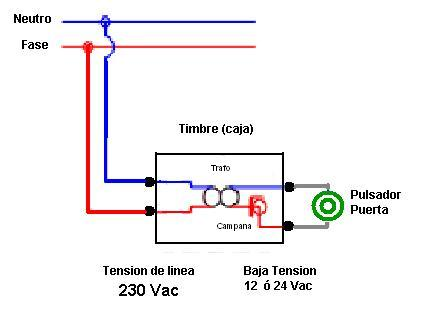 Neutro
Fase
Timbre (caja)
Trafo
Campana
Pulsador
Puerta
Tension de linea
230 Vac
Baja Tension
12 ó 24 Vac